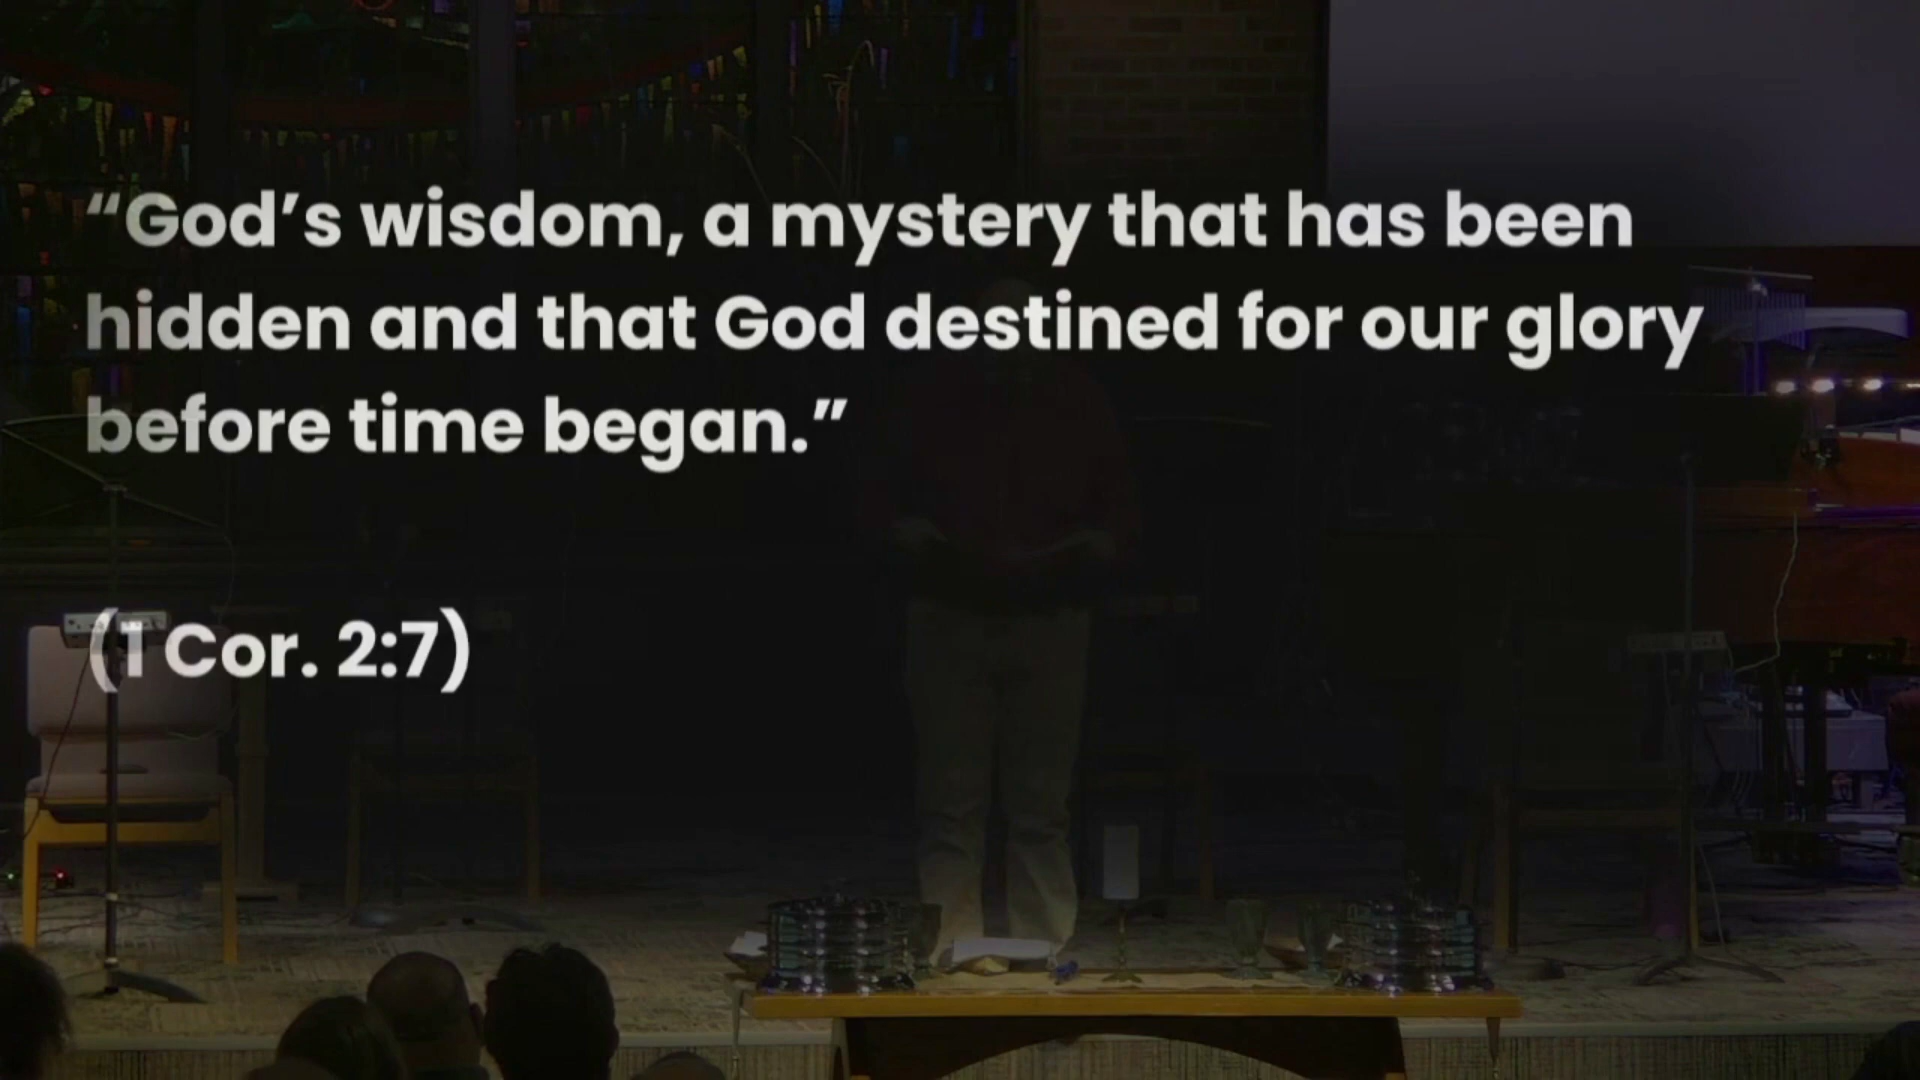 “God’s wisdom, a mystery that has been
hidden and that God destined for our glory
before time began.”
(1 Cor. 2:7)